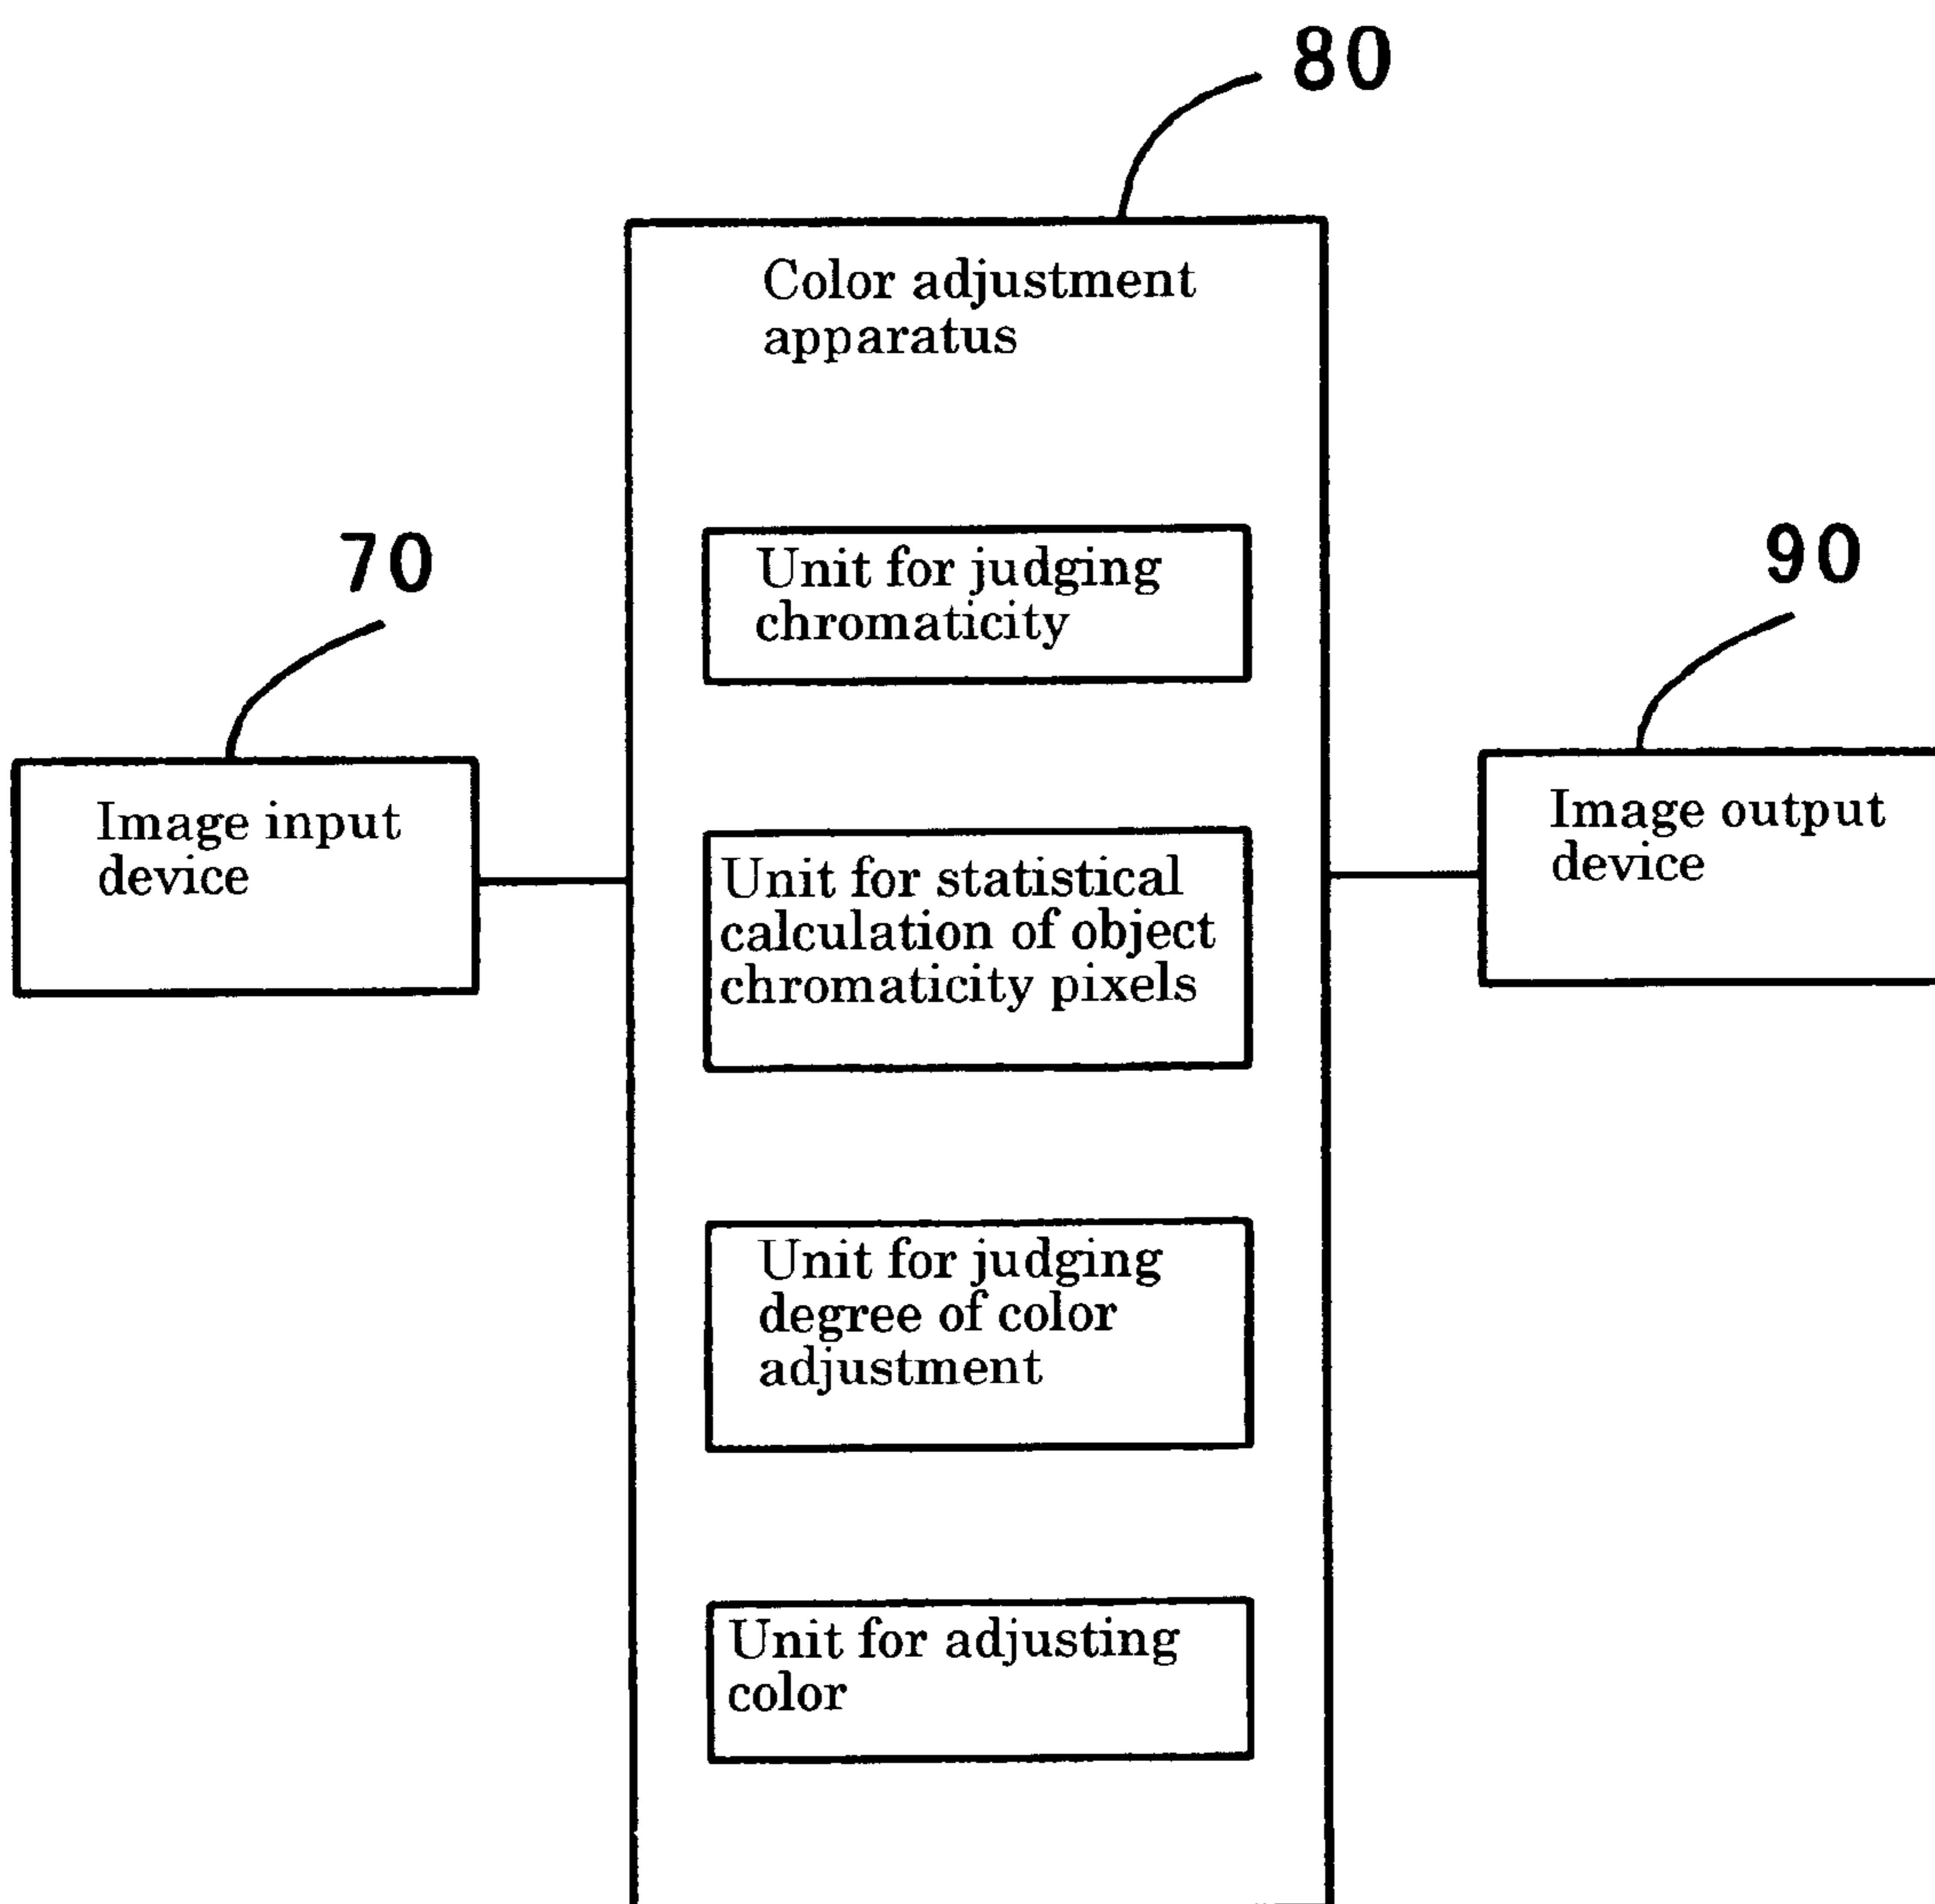 80
Color adjustment
apparatus
70
90
Unit for judging
chromaticity
Image input
device
Unit for statistical
calculation of object
chromaticity pixels
Image output
device
Unit for judging
degree of color
adjustment
Unit for adjusting
color